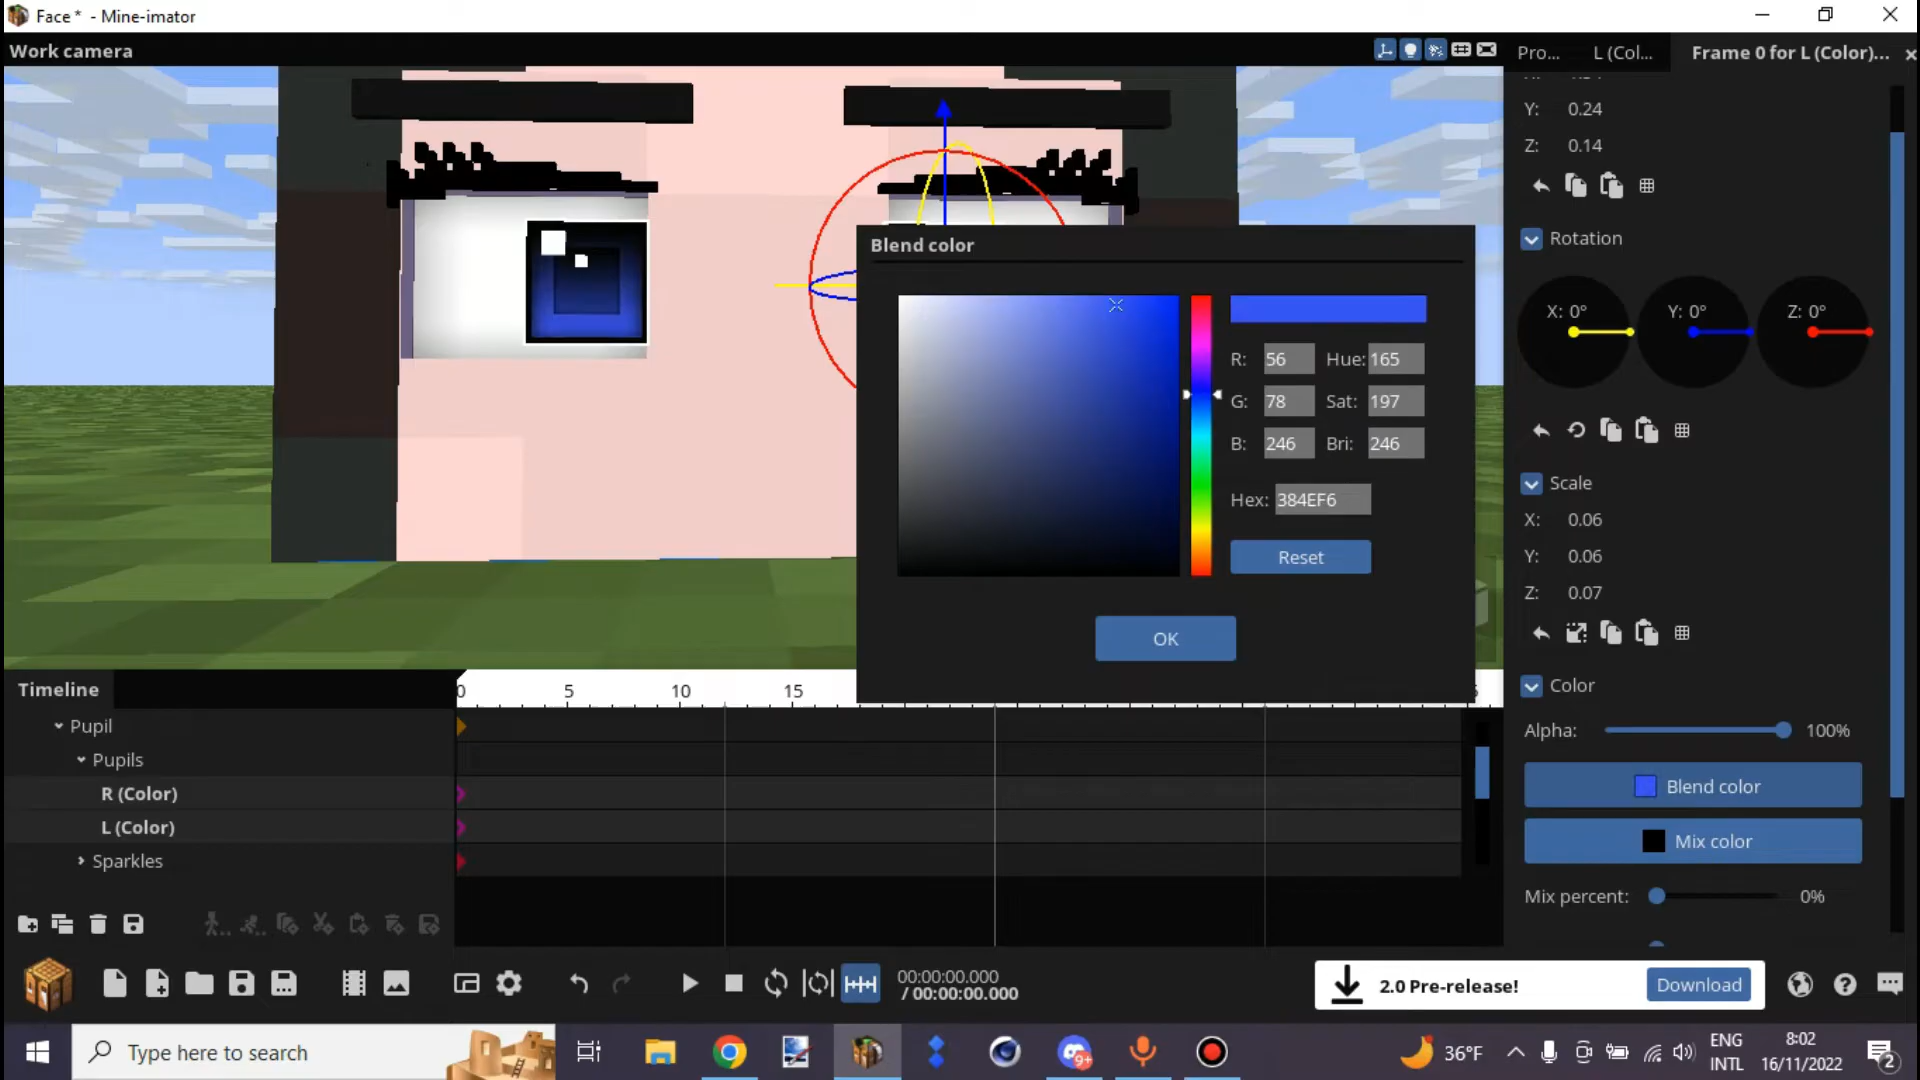 Face * - Mine-imator
Work camera
Pro...
L (Col...
Frame 0 for L (Color)...
Y: 0.24
Z: 0.14
Rotation
X: 0°
Y: 0°
Z: 0°
Scale
X: 0.06
Y: 0.06
Z: 0.07
Color
Alpha: 100%
Blend color
Mix color
Mix percent: 0%
Blend color
R: 56 Hue: 165
G: 78 Sat: 197
B: 246 Bri: 246
Hex: 384EF6
Reset
OK
Timeline
0 5 10 15
Pupil
Pupils
R (Color)
L (Color)
Sparkles
00:00:00.000
/ 00:00:00.000
2.0 Pre-release!
Download
Type here to search
9+
36°F
ENG
INTL
8:02
16/11/2022
2